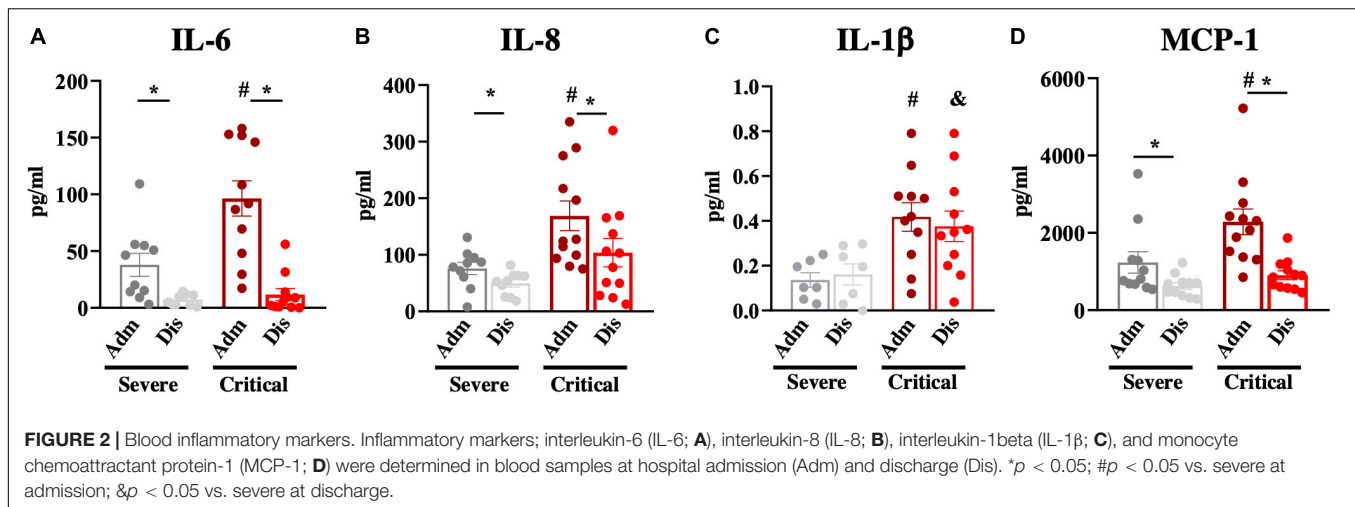 A IL-6
pg/ml
200
150
100
50
0
* # *
Adm Dis Adm Dis
Severe Critical
B IL-8
pg/ml
400
300
200
100
0
* # *
Adm Dis Adm Dis
Severe Critical
C IL-1β
pg/ml
1.0
0.8
0.6
0.4
0.2
0.0
# &
Adm Dis Adm Dis
Severe Critical
D MCP-1
pg/ml
6000
4000
2000
0
* # *
Adm Dis Adm Dis
Severe Critical
FIGURE 2 | Blood inflammatory markers. Inflammatory markers; interleukin-6 (IL-6; A), interleukin-8 (IL-8; B), interleukin-1beta (IL-1β; C), and monocyte
chemoattractant protein-1 (MCP-1; D) were determined in blood samples at hospital admission (Adm) and discharge (Dis). *p < 0.05; #p < 0.05 vs. severe at
admission; &p < 0.05 vs. severe at discharge.